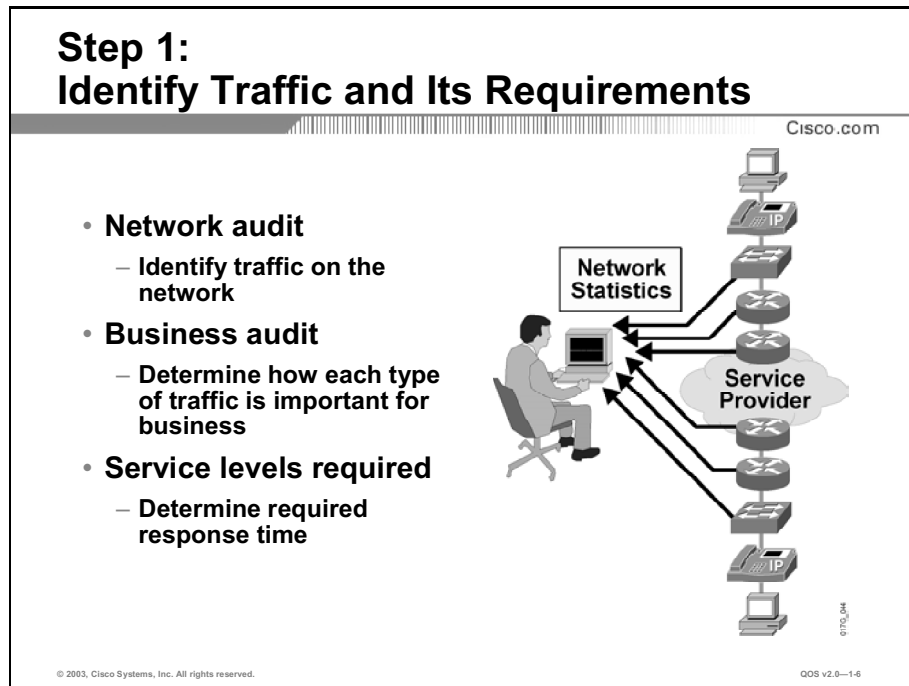 Step 1:
Identify Traffic and Its Requirements
Cisco.com
• Network audit
– Identify traffic on the
network
• Business audit
– Determine how each type
of traffic is important for
business
• Service levels required
– Determine required
response time
Network
Statistics
IP
Service
Provider
IP
017G_044
© 2003, Cisco Systems, Inc. All rights reserved.
QOS v2.0—1-6